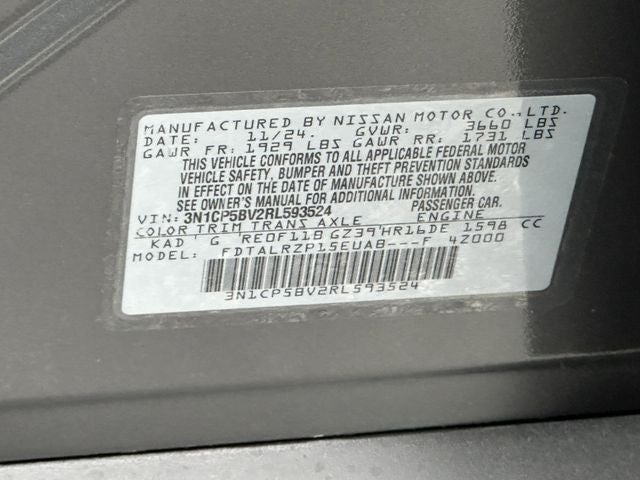 MANUFACTURED BY NISSAN MOTOR CO., LTD.
DATE: 11/24. GVWR: 3660 LBS
GAWR FR: 1929 LBS GAWR RR: 1731 LBS
THIS VEHICLE CONFORMS TO ALL APPLICABLE FEDERAL MOTOR
VEHICLE SAFETY, BUMPER AND THEFT PREVENTION STANDARDS
IN EFFECT ON THE DATE OF MANUFACTURE SHOWN ABOVE.
SEE OWNER'S MANUAL FOR ADDITIONAL INFORMATION.
VIN: 3N1CP5BV2RL593524 PASSENGER CAR.
COLOR TRIM TRANS AXLE ENGINE
KAD G RE0F11B GZ39 HR16DE 1598 CC
MODEL: FDTALRZP15EUAB---F 4Z000
3N1CP5BV2RL593524